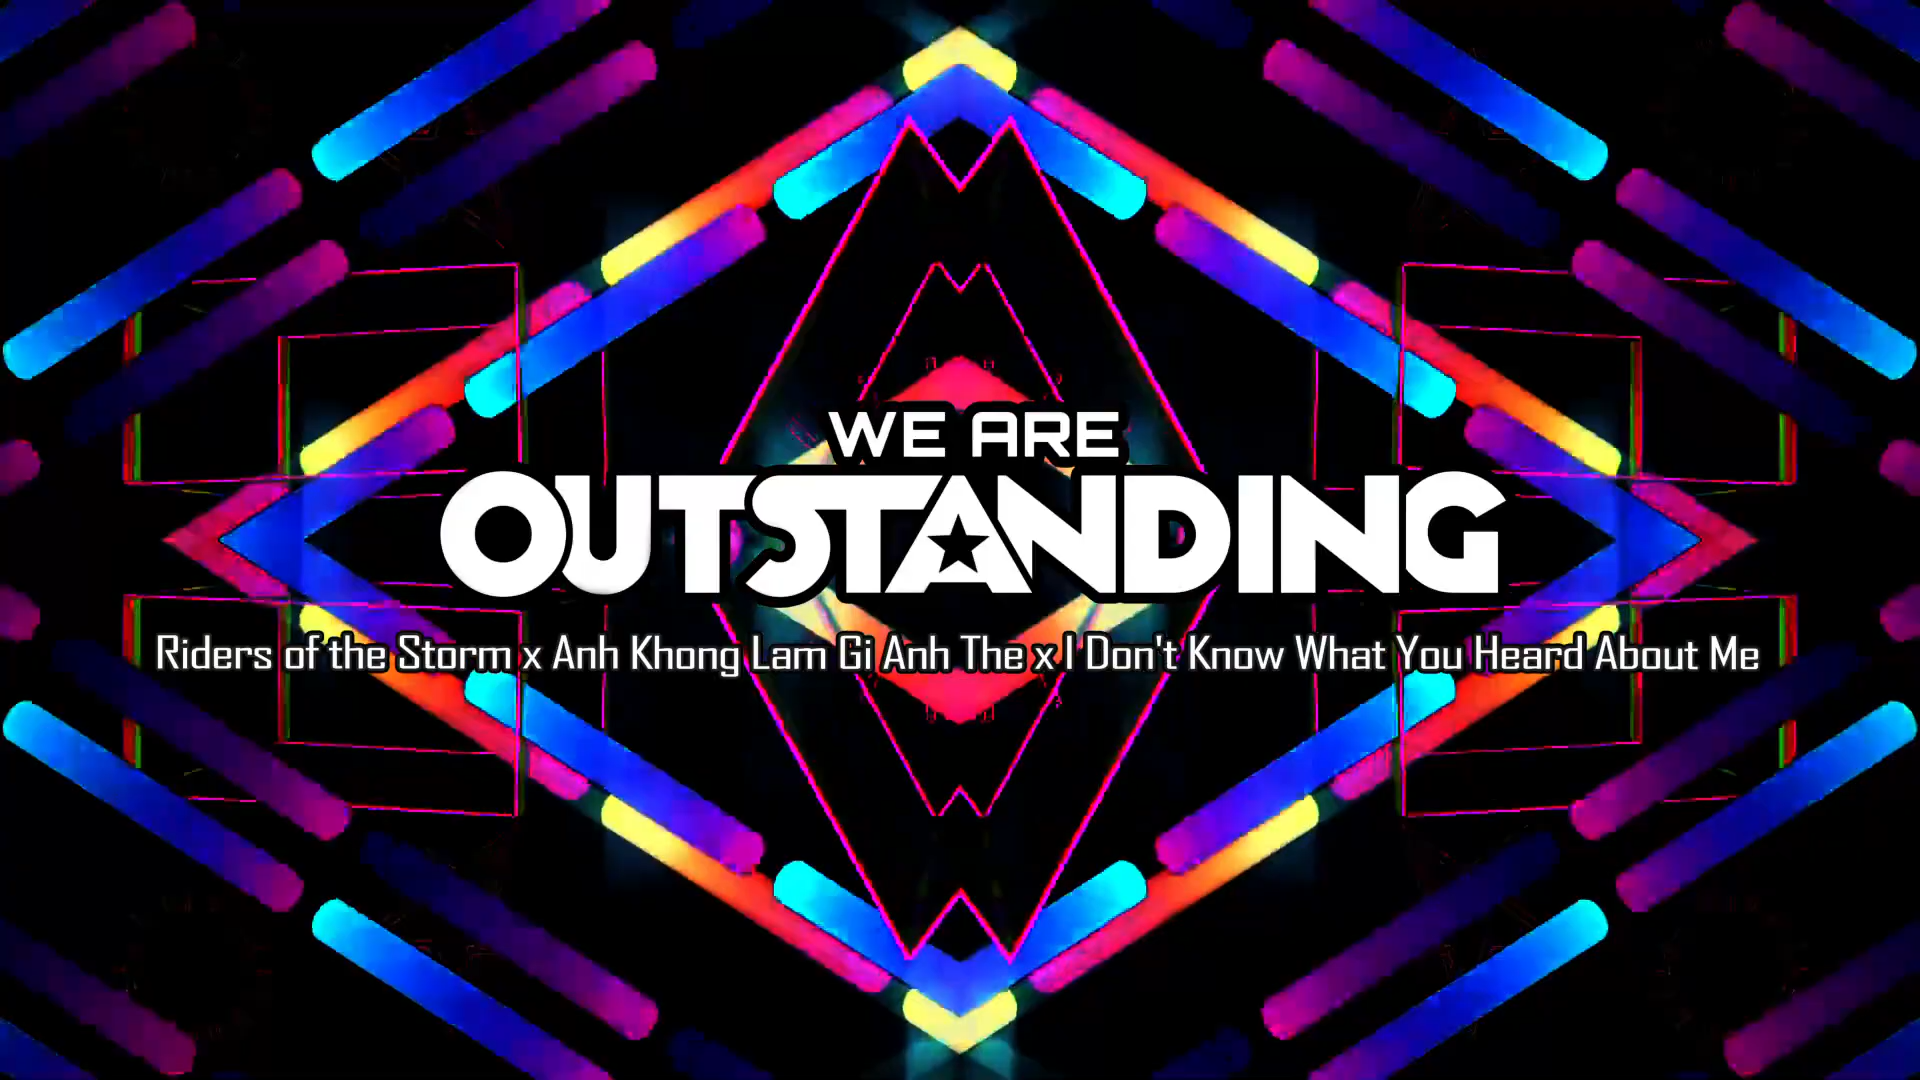 WE ARE
OUTSTANDING
Riders of the Storm x Anh Khong Lam Gi Anh The x I Don't Know What You Heard About Me